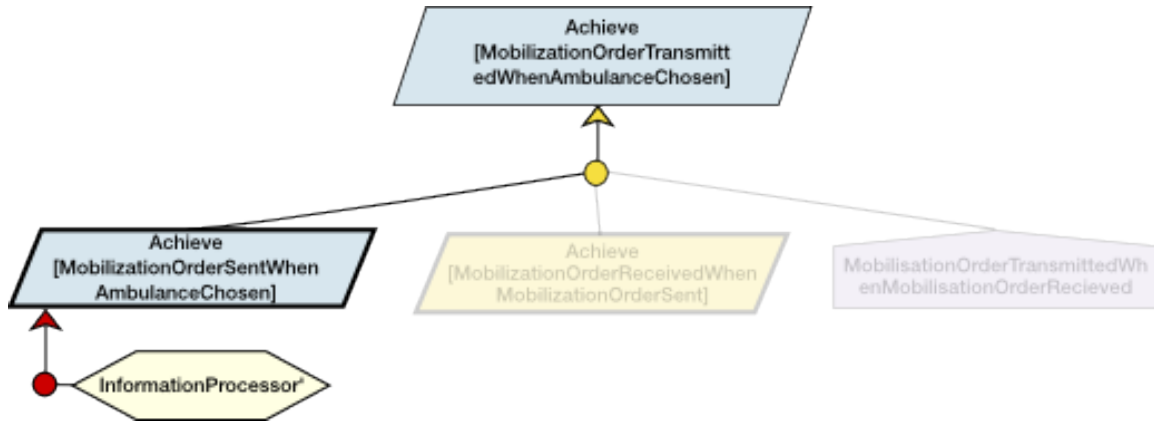 Achieve
[MobilizationOrderTransmitt
edWhenAmbulanceChosen]
Achieve
[MobilizationOrderSentWhen
AmbulanceChosen]
Achieve
[MobilizationOrderReceivedWhen
MobilizationOrderSent]
MobilisationOrderTransmittedWh
enMobilisationOrderRecieved
InformationProcessor*